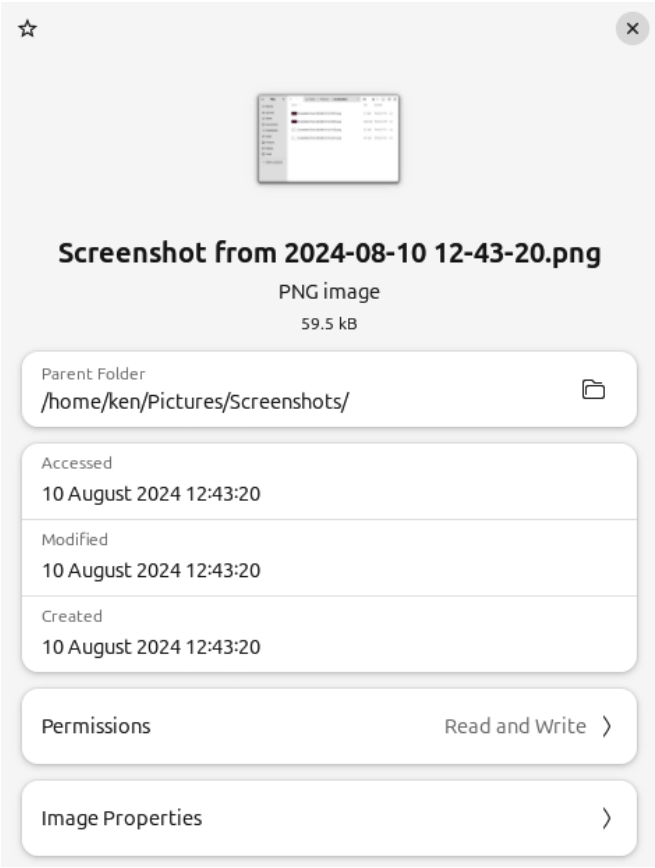 Screenshot from 2024-08-10 12-43-20.png
PNG image
59.5 kB
Parent Folder
/home/ken/Pictures/Screenshots/
Accessed
10 August 2024 12:43:20
Modified
10 August 2024 12:43:20
Created
10 August 2024 12:43:20
Permissions
Read and Write
Image Properties